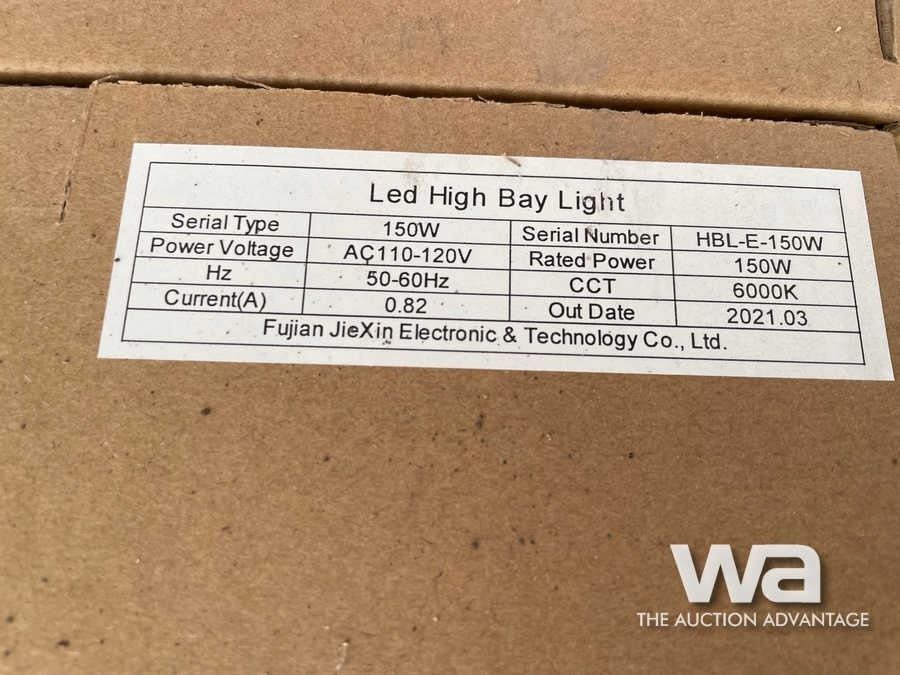 Led High Bay Light
Serial Type 150W Serial Number HBL-E-150W
Power Voltage AC110-120V Rated Power 150W
Hz 50-60Hz CCT 6000K
Current(A) 0.82 Out Date 2021.03
Fujian JieXin Electronic & Technology Co., Ltd.
wa
THE AUCTION ADVANTAGE